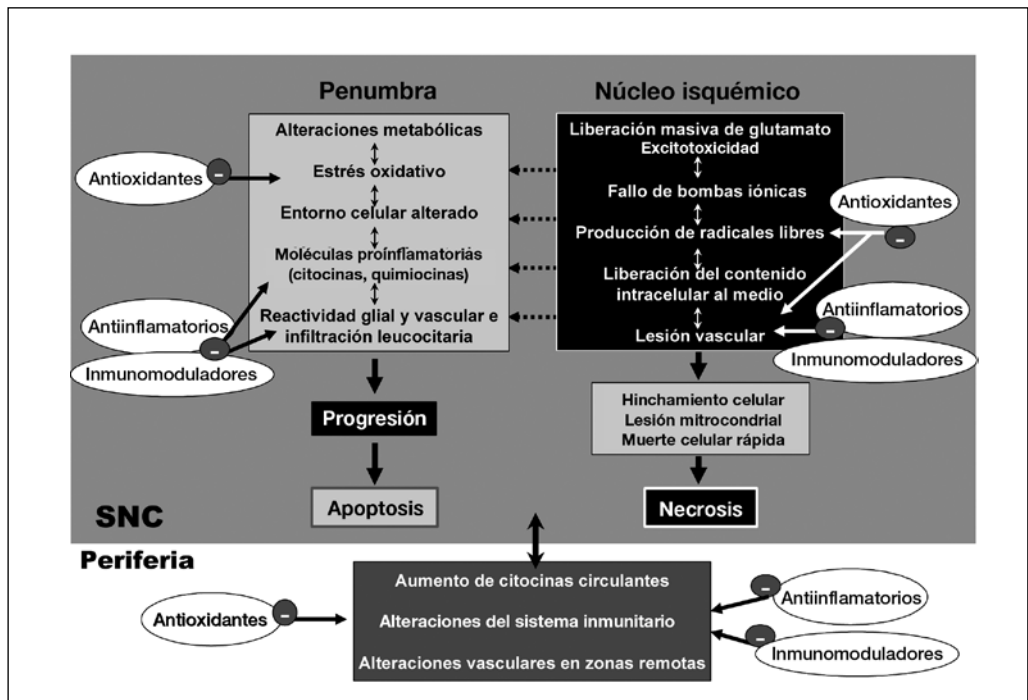 Penumbra
Alteraciones metabólicas
Estrés oxidativo
Entorno celular alterado
Moléculas proinflamatorias
(citocinas, quimiocinas)
Reactividad glial y vascular e
infiltración leucocitaria
Antioxidantes
–
Antiinflamatorios
–
Inmunomoduladores
Progresión
Apoptosis
Núcleo isquémico
Liberación masiva de glutamato
Excitotoxicidad
Fallo de bombas iónicas
Producción de radicales libres
Liberación del contenido
intracelular al medio
Lesión vascular
Antioxidantes
–
Antiinflamatorios
–
Inmunomoduladores
Hinchamiento celular
Lesión mitrocondrial
Muerte celular rápida
Necrosis
SNC
Periferia
Aumento de citocinas circulantes
Alteraciones del sistema inmunitario
Alteraciones vasculares en zonas remotas
Antioxidantes
–
–
Antiinflamatorios
–
Inmunomoduladores